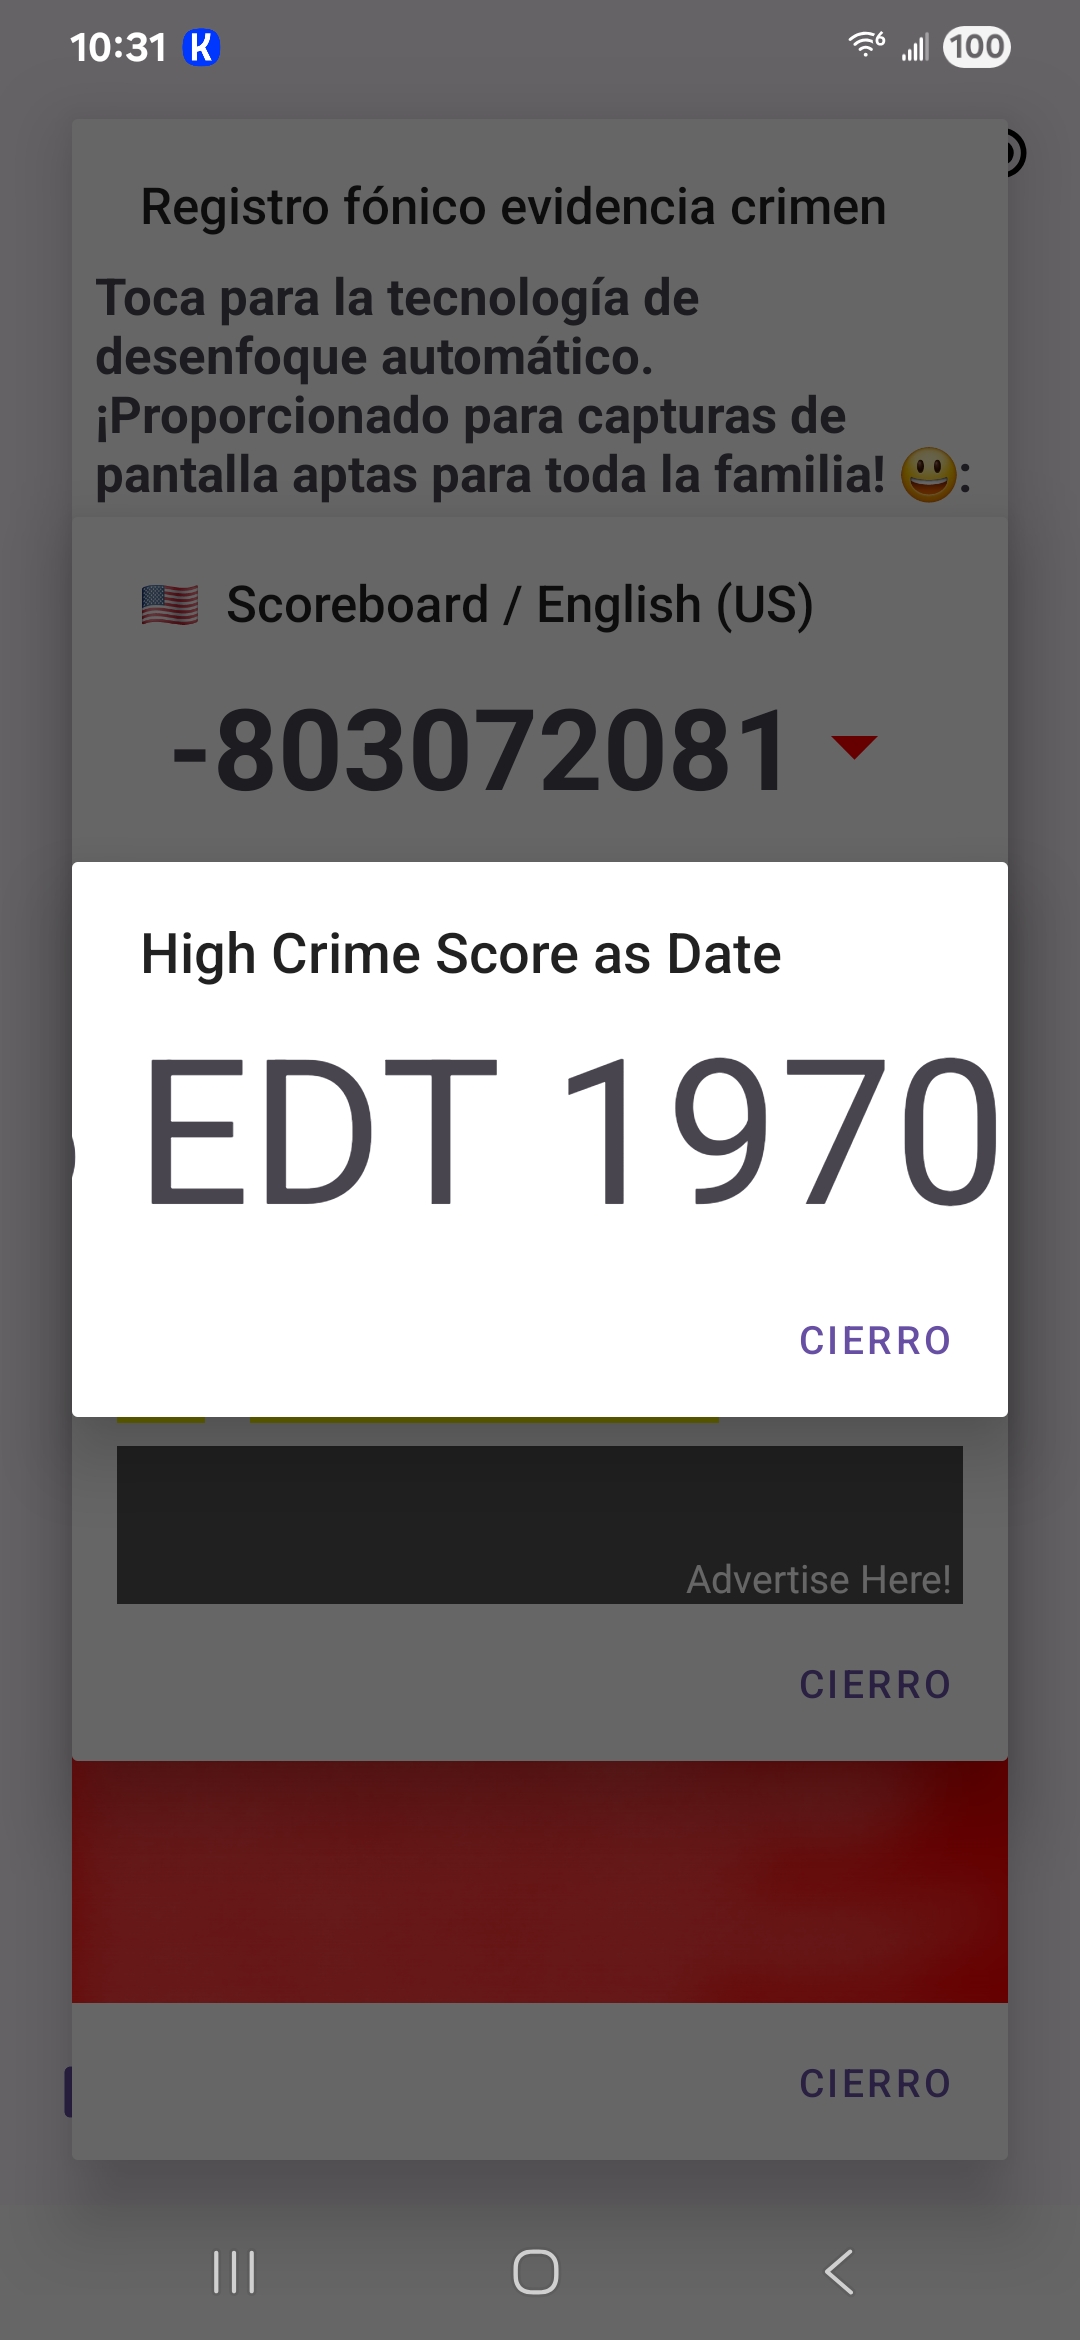 10:31 K 6 100
Registro fónico evidencia crimen
Toca para la tecnología de
desenfoque automático.
¡Proporcionado para capturas de
pantalla aptas para toda la familia! 😃:
🇺🇸 Scoreboard / English (US)
-803072081
High Crime Score as Date
EDT 1970
CIERRO
Advertise Here!
CIERRO
CIERRO